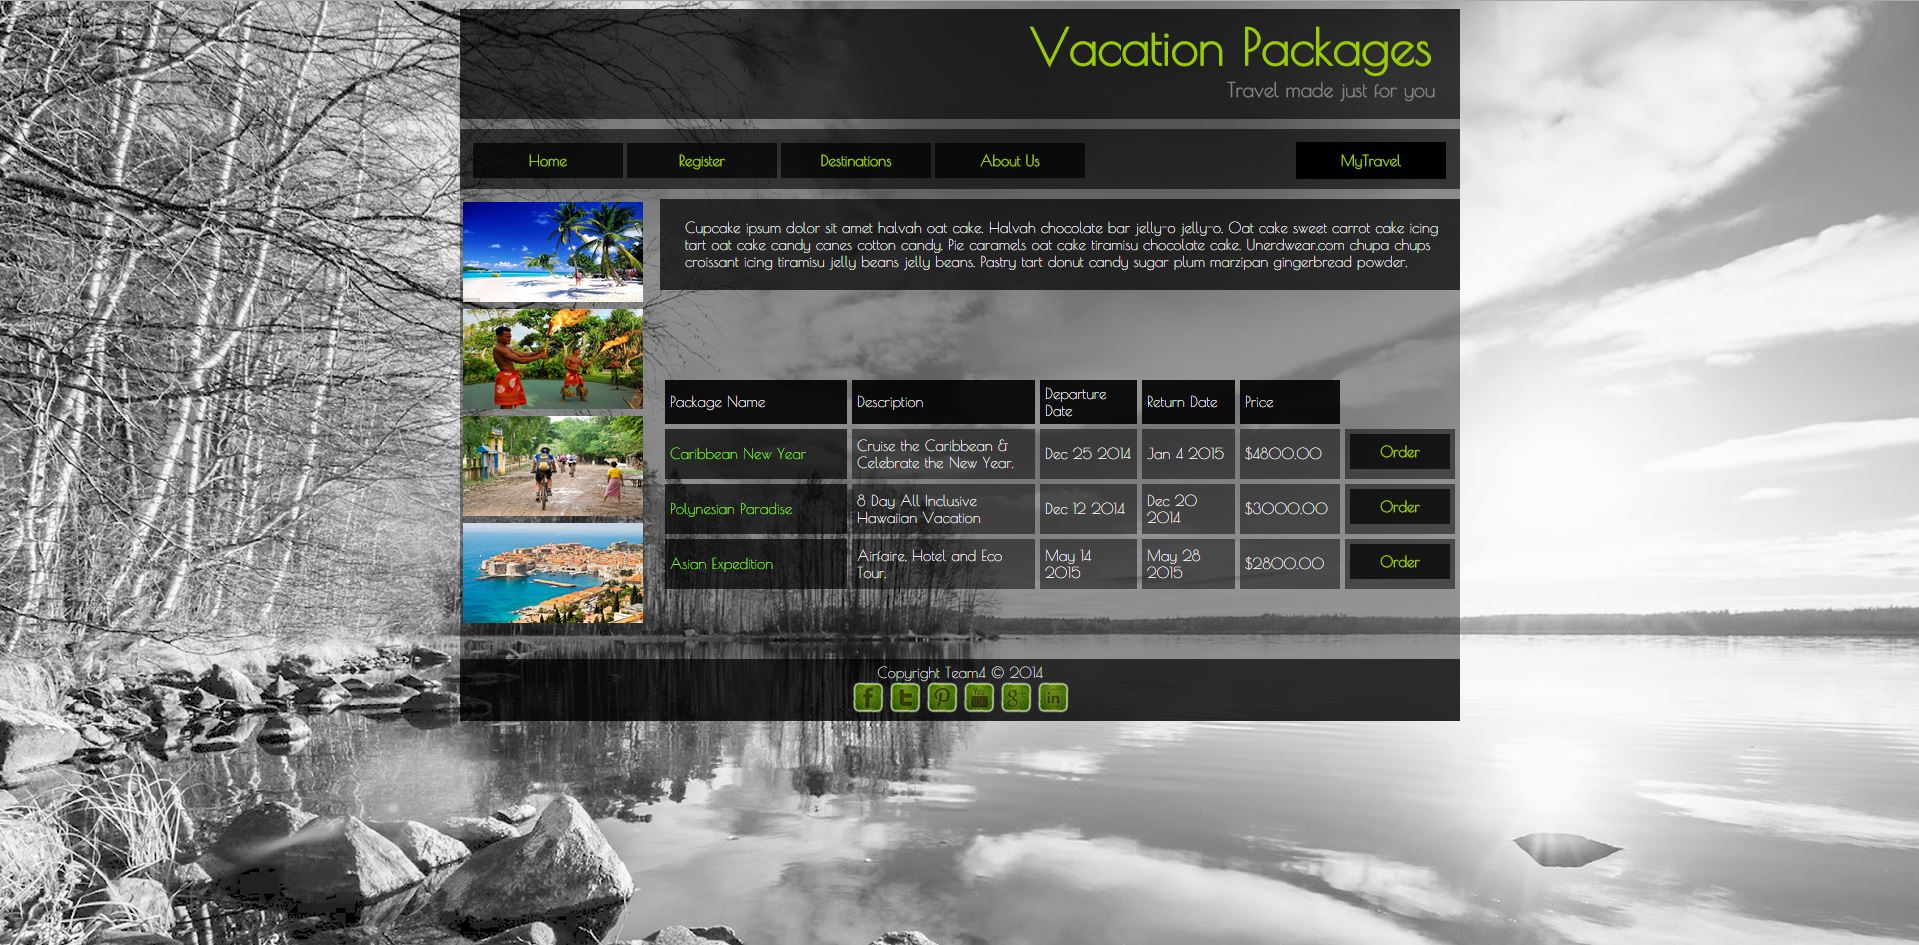 Vacation Packages
Travel made just for you
Home Register Destinations About Us MyTravel
Cupcake ipsum dolor sit amet halvah oat cake. Halvah chocolate bar jelly-o jelly-o. Oat cake sweet carrot cake icing
tart oat cake candy canes cotton candy. Pie caramels oat cake tiramisu chocolate cake. Unerdwear.com chupa chups
croissant icing tiramisu jelly beans jelly beans. Pastry tart donut candy sugar plum marzipan gingerbread powder.
Package Name
Description
Departure
Date
Return Date
Price
Caribbean New Year
Cruise the Caribbean &
Celebrate the New Year.
Dec 25 2014
Jan 4 2015
$4800.00
Order
Polynesian Paradise
8 Day All Inclusive
Hawaiian Vacation
Dec 12 2014
Dec 20
2014
$3000.00
Order
Asian Expedition
Airfaire, Hotel and Eco
Tour.
May 14
2015
May 28
2015
$2800.00
Order
Copyright Team4 © 2014
f t P You g+ in